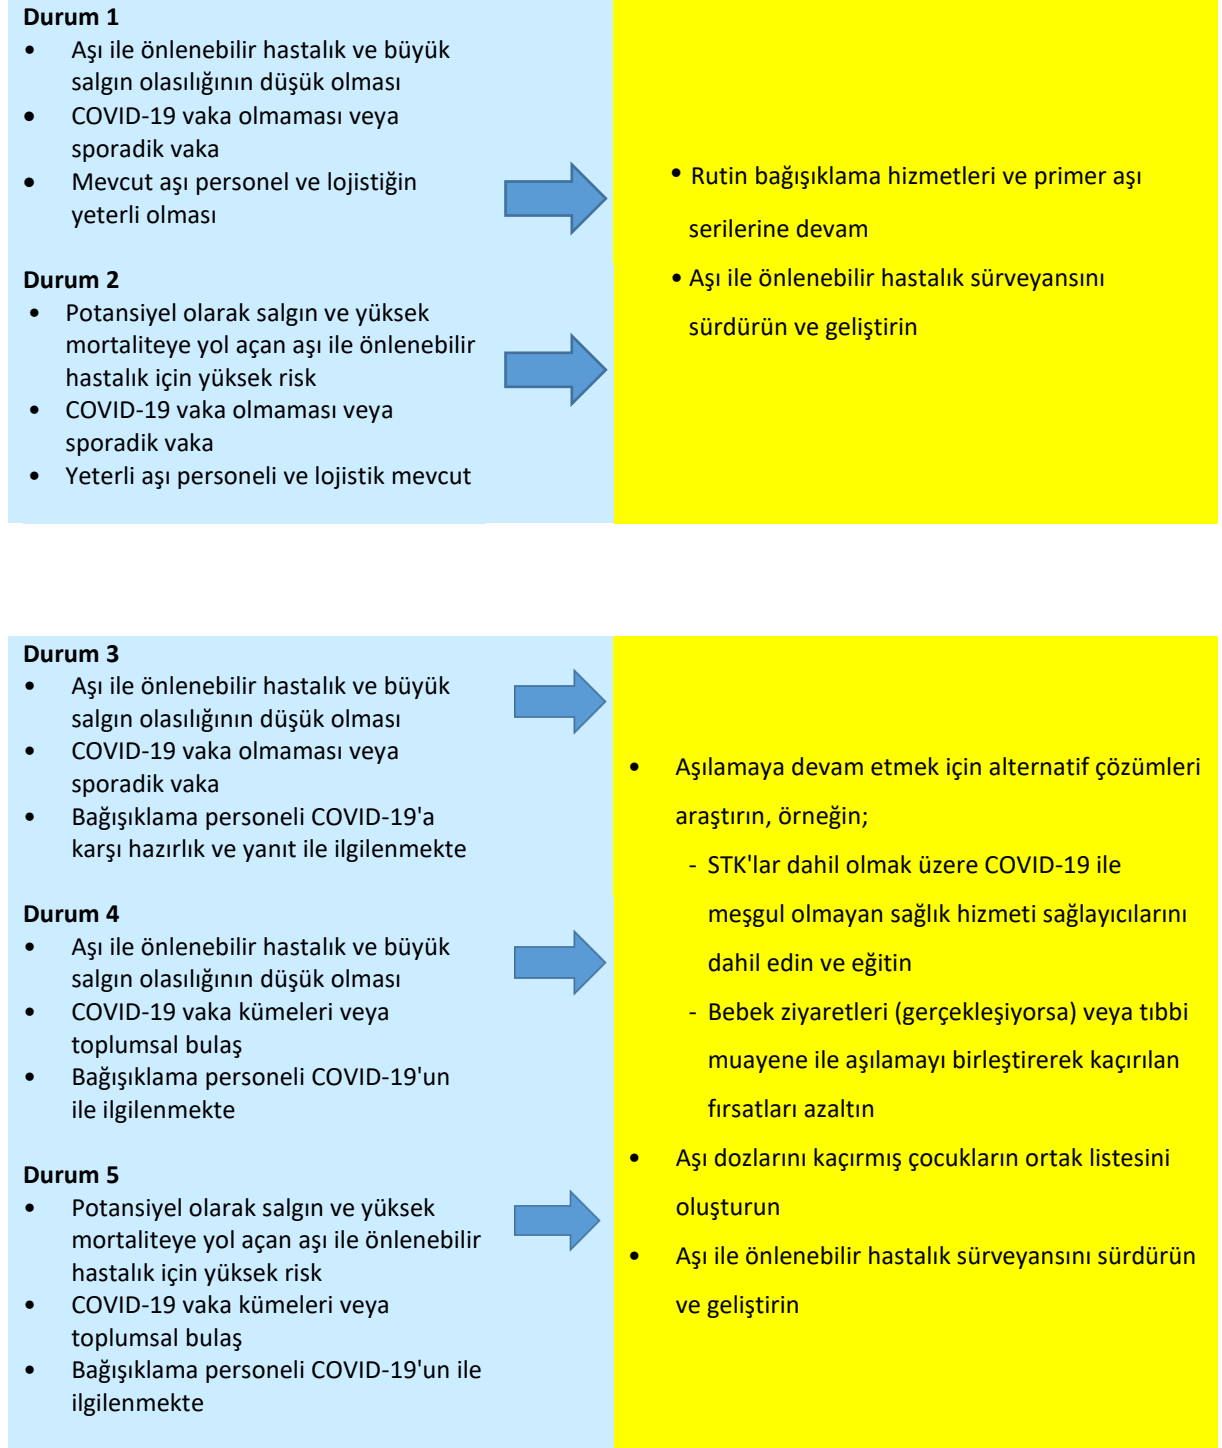 Durum 1
• Aşı ile önlenebilir hastalık ve büyük
salgın olasılığının düşük olması
• COVID-19 vaka olmaması veya
sporadik vaka
• Mevcut aşı personel ve lojistiğin
yeterli olması
Durum 2
• Potansiyel olarak salgın ve yüksek
mortaliteye yol açan aşı ile önlenebilir
hastalık için yüksek risk
• COVID-19 vaka olmaması veya
sporadik vaka
• Yeterli aşı personeli ve lojistik mevcut
• Rutin bağışıklama hizmetleri ve primer aşı
serilerine devam
• Aşı ile önlenebilir hastalık sürveyansını
sürdürün ve geliştirin
Durum 3
• Aşı ile önlenebilir hastalık ve büyük
salgın olasılığının düşük olması
• COVID-19 vaka olmaması veya
sporadik vaka
• Bağışıklama personeli COVID-19'a
karşı hazırlık ve yanıt ile ilgilenmekte
Durum 4
• Aşı ile önlenebilir hastalık ve büyük
salgın olasılığının düşük olması
• COVID-19 vaka kümeleri veya
toplumsal bulaş
• Bağışıklama personeli COVID-19'un
ile ilgilenmekte
Durum 5
• Potansiyel olarak salgın ve yüksek
mortaliteye yol açan aşı ile önlenebilir
hastalık için yüksek risk
• COVID-19 vaka kümeleri veya
toplumsal bulaş
• Bağışıklama personeli COVID-19'un ile
ilgilenmekte
• Aşılamaya devam etmek için alternatif çözümleri
araştırın, örneğin;
- STK'lar dahil olmak üzere COVID-19 ile
meşgul olmayan sağlık hizmeti sağlayıcılarını
dahil edin ve eğitin
- Bebek ziyaretleri (gerçekleşiyorsa) veya tıbbi
muayene ile aşılamayı birleştirerek kaçırılan
fırsatları azaltın
• Aşı dozlarını kaçırmış çocukların ortak listesini
oluşturun
• Aşı ile önlenebilir hastalık sürveyansını sürdürün
ve geliştirin